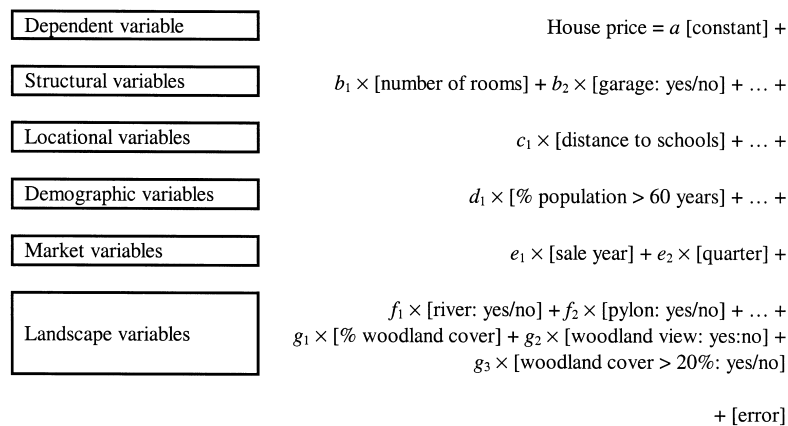 Dependent variable House price = a [constant] +
Structural variables b₁ × [number of rooms] + b₂ × [garage: yes/no] + … +
Locational variables c₁ × [distance to schools] + … +
Demographic variables d₁ × [% population > 60 years] + … +
Market variables e₁ × [sale year] + e₂ × [quarter] +
f₁ × [river: yes/no] + f₂ × [pylon: yes/no] + … +
Landscape variables g₁ × [% woodland cover] + g₂ × [woodland view: yes:no] +
g₃ × [woodland cover > 20%: yes/no]
+ [error]